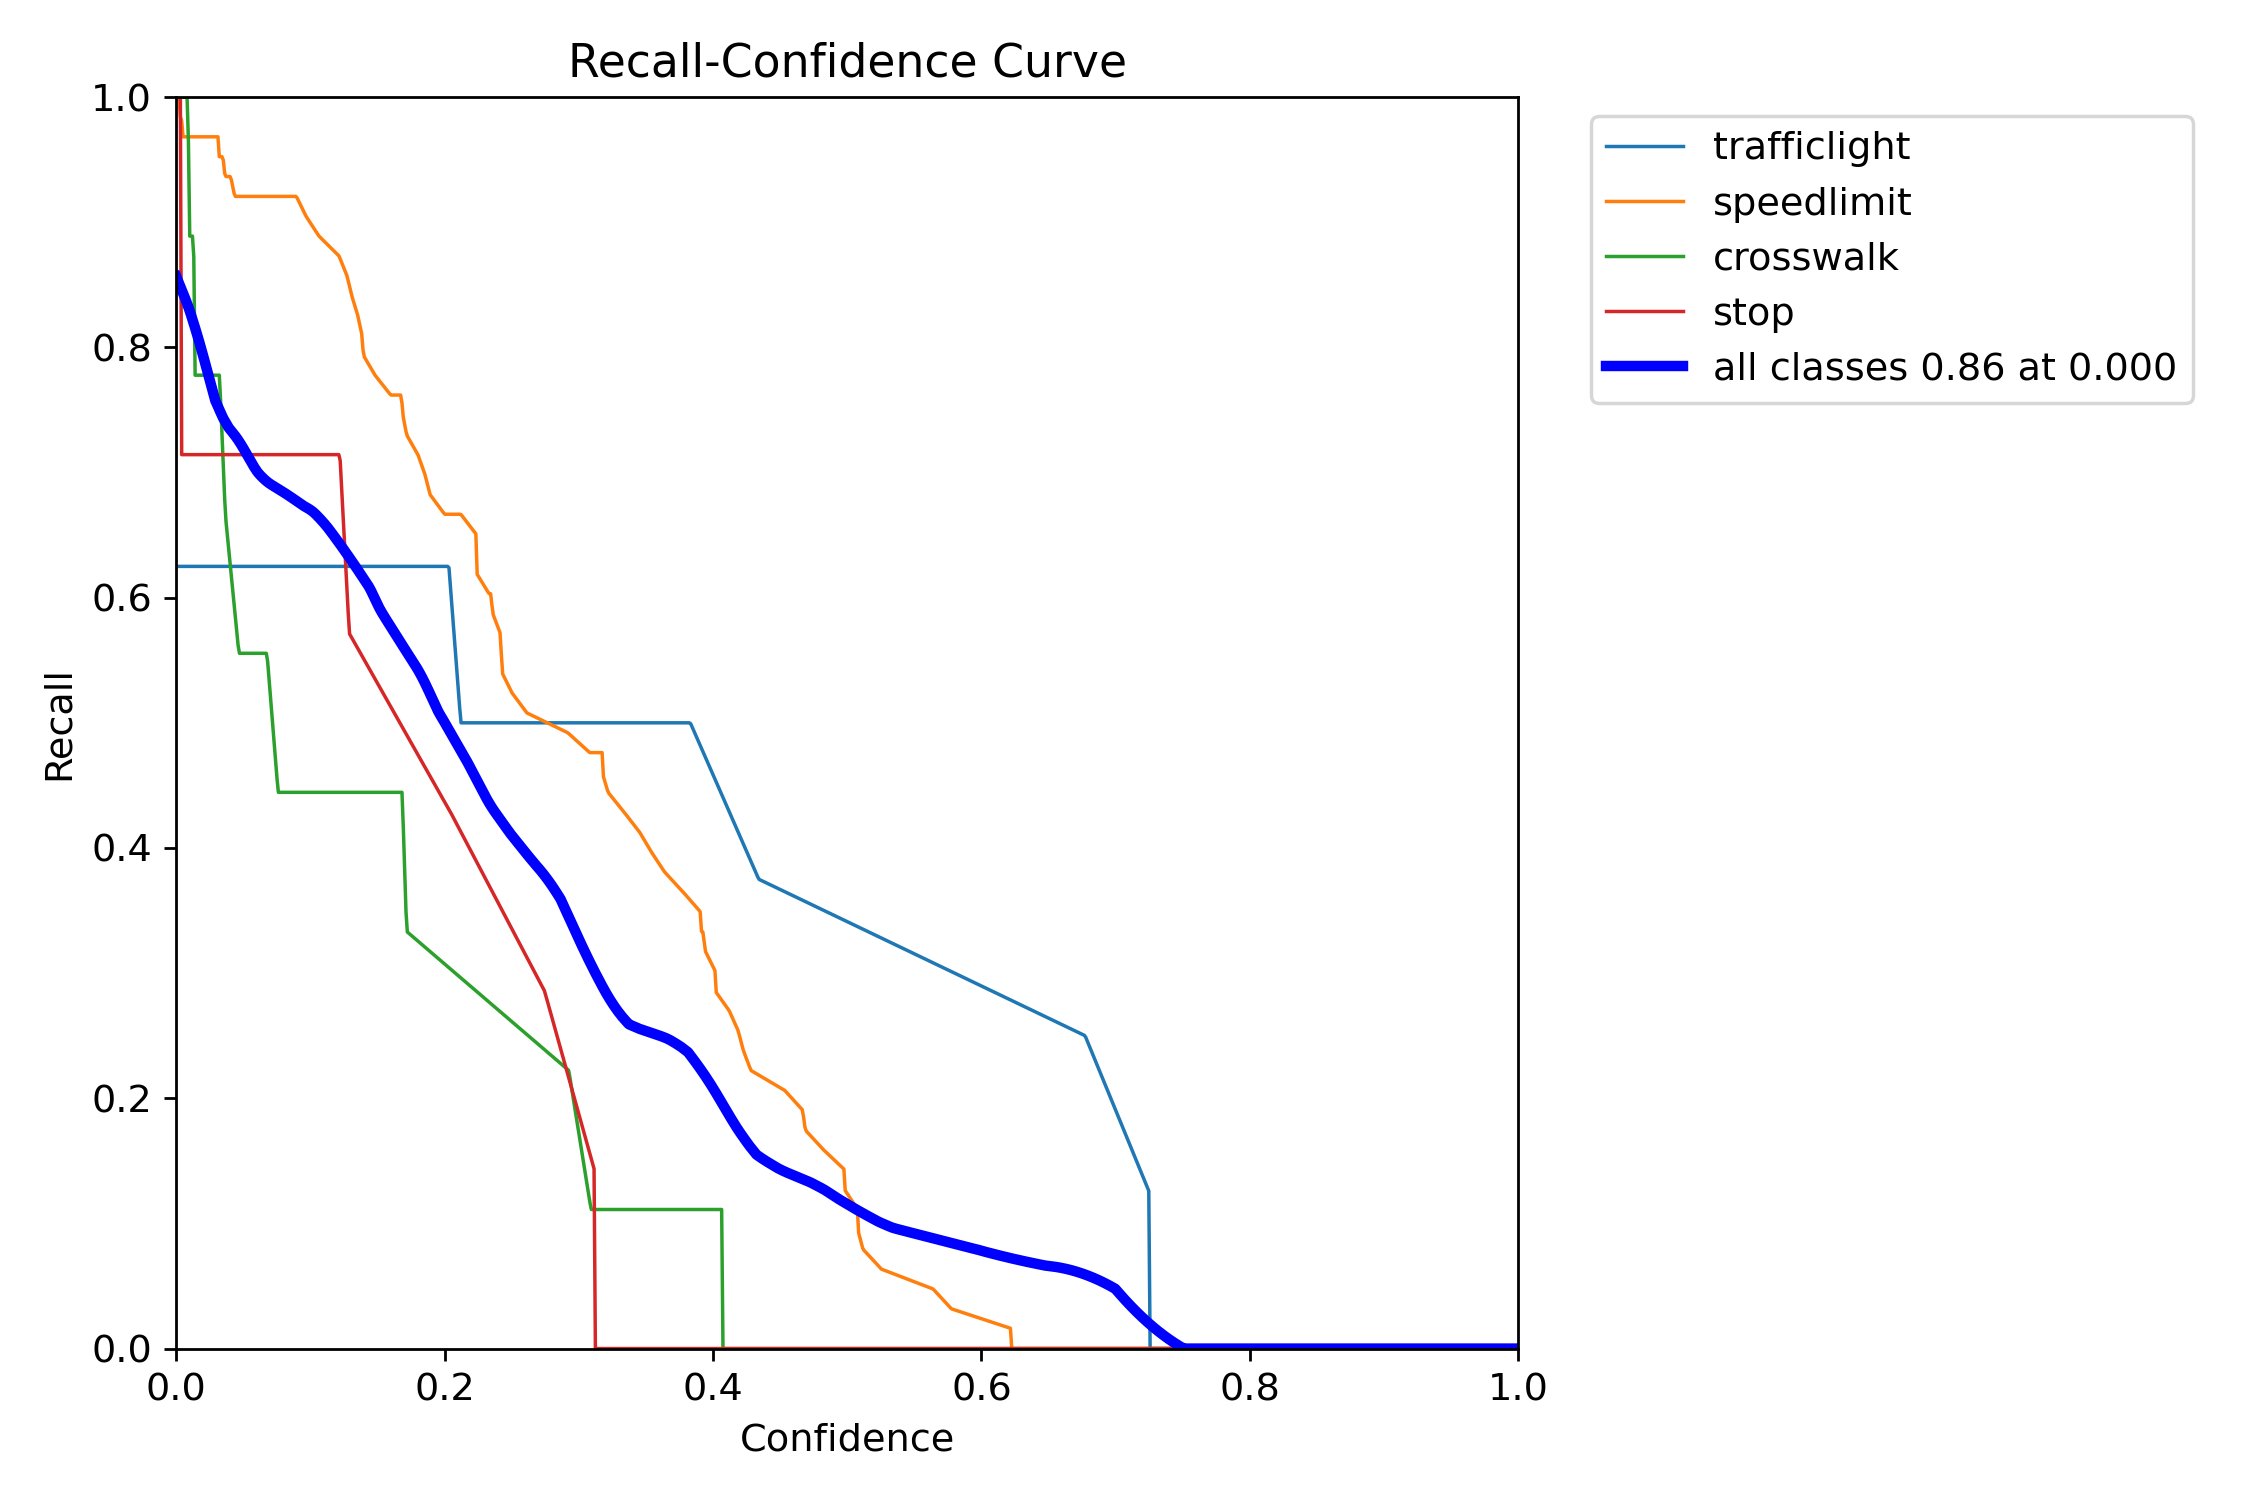 Recall-Confidence Curve
1.0
0.8
0.6
0.4
0.2
0.0
Recall
0.0 0.2 0.4 0.6 0.8 1.0
Confidence
trafficlight
speedlimit
crosswalk
stop
all classes 0.86 at 0.000